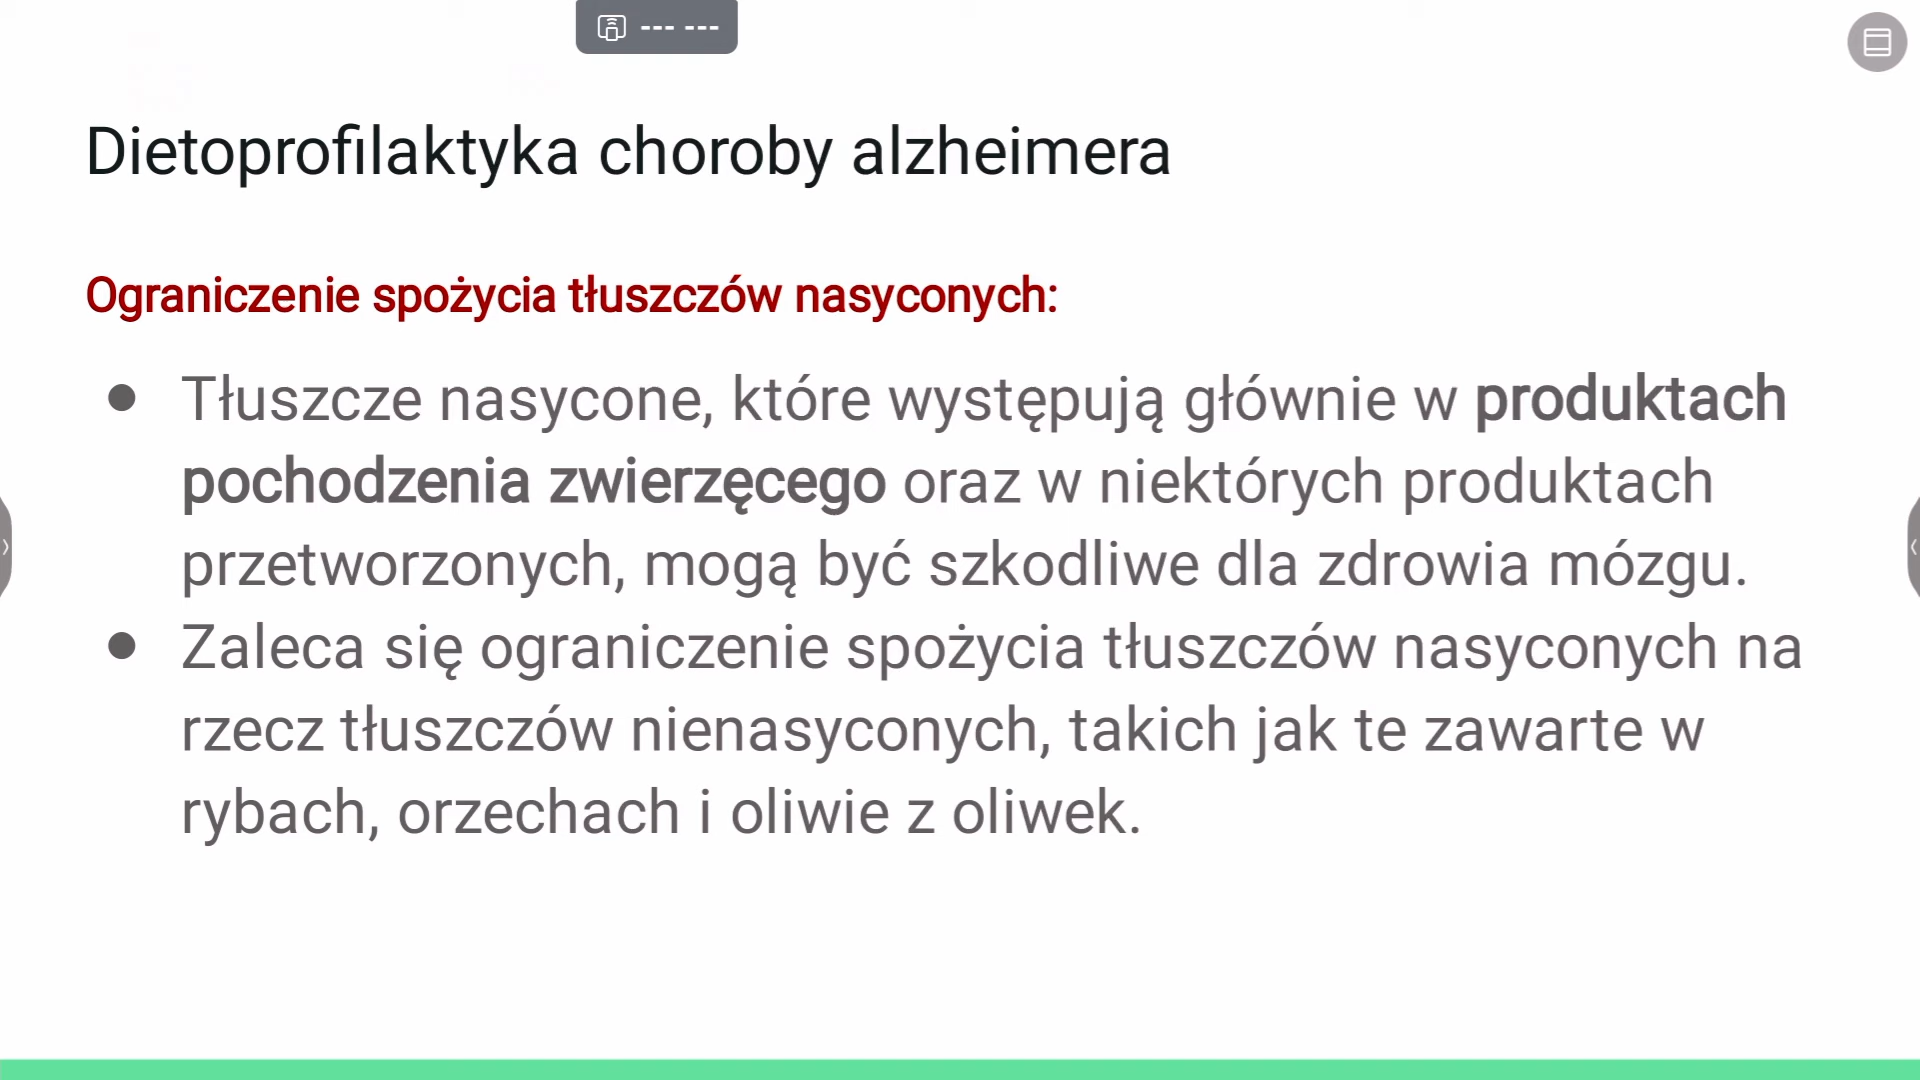 --- ---
Dietoprofilaktyka choroby alzheimera
Ograniczenie spożycia tłuszczów nasyconych:
● Tłuszcze nasycone, które występują głównie w produktach
pochodzenia zwierzęcego oraz w niektórych produktach
przetworzonych, mogą być szkodliwe dla zdrowia mózgu.
● Zaleca się ograniczenie spożycia tłuszczów nasyconych na
rzecz tłuszczów nienasyconych, takich jak te zawarte w
rybach, orzechach i oliwie z oliwek.